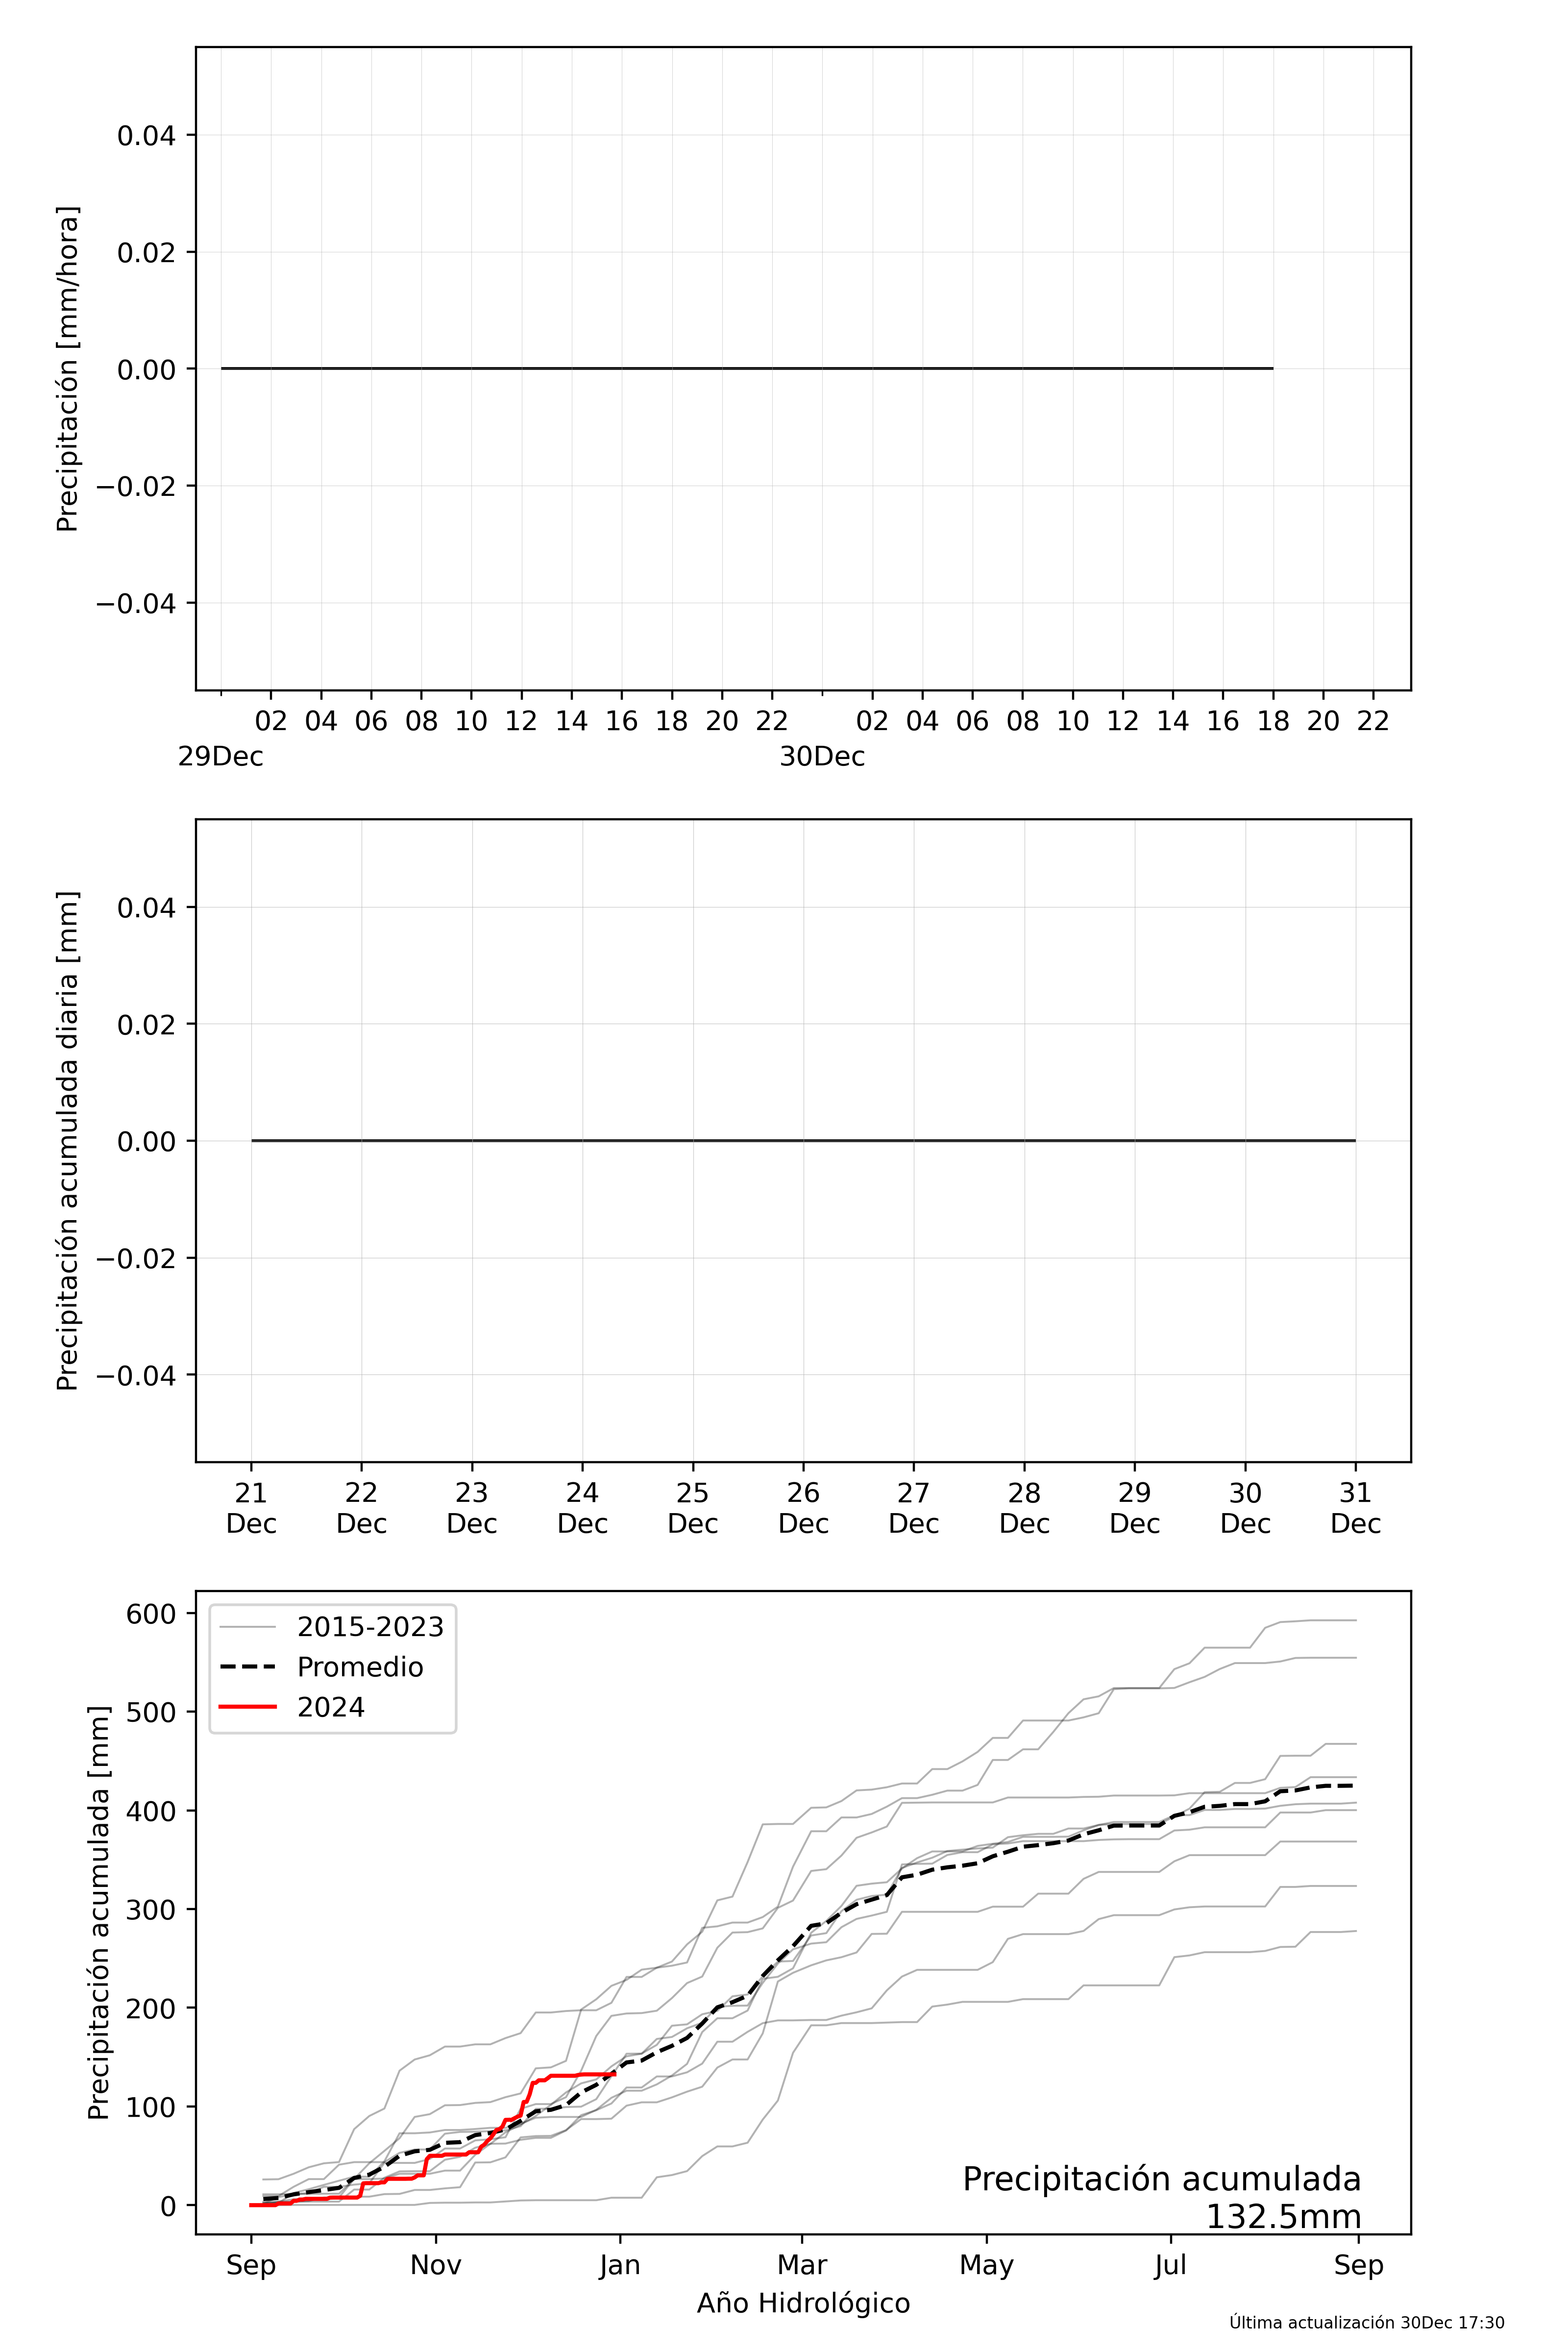 Precipitación [mm/hora]
0.04
0.02
0.00
−0.02
−0.04
02 04 06 08 10 12 14 16 18 20 22 02 04 06 08 10 12 14 16 18 20 22
29Dec 30Dec
Precipitación acumulada diaria [mm]
0.04
0.02
0.00
−0.02
−0.04
21 22 23 24 25 26 27 28 29 30 31
Dec Dec Dec Dec Dec Dec Dec Dec Dec Dec Dec
Precipitación acumulada [mm]
600
500
400
300
200
100
0
2015-2023
Promedio
2024
Precipitación acumulada
132.5mm
Sep Nov Jan Mar May Jul Sep
Año Hidrológico
Última actualización 30Dec 17:30